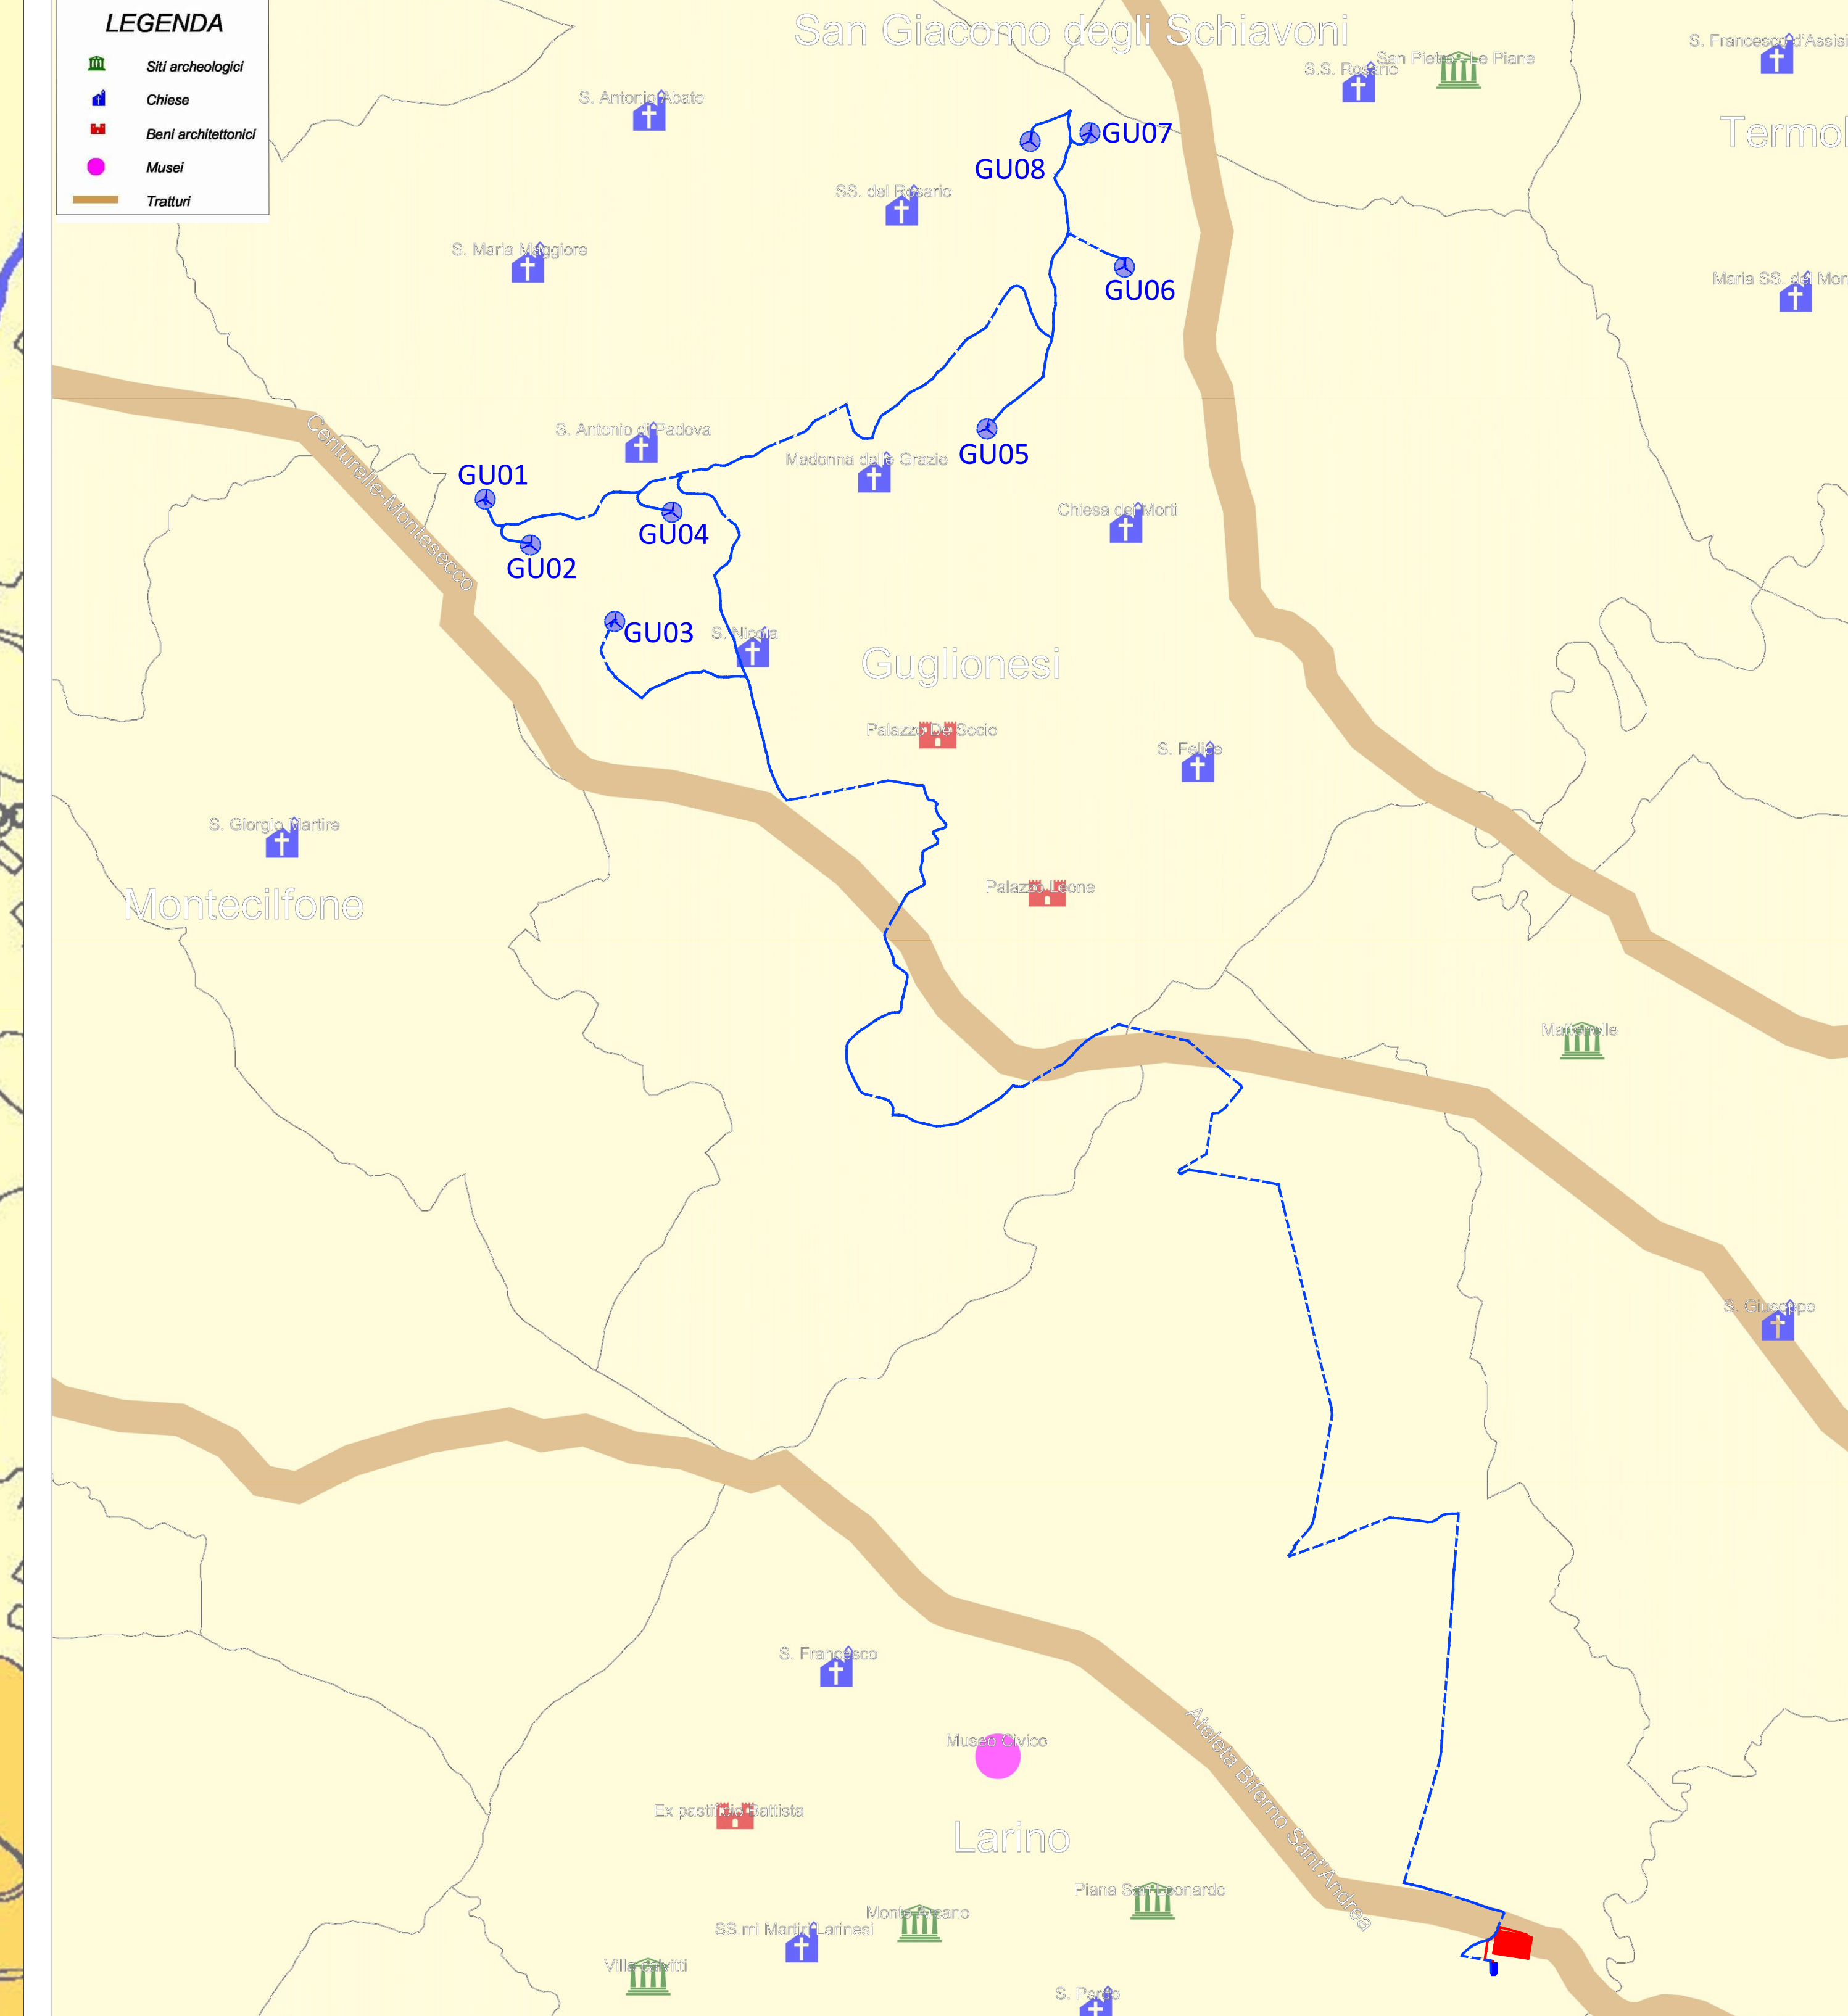 LEGENDA
Siti archeologici
Chiese
Beni architettonici
Musei
Tratturi
San Giacomo degli Schiavoni
S. Francesco d'Assisi
San Pietro - Le Piane
S.S. Rosario
S. Antonio Abate
Termol
GU07
GU08
SS. del Rosario
S. Maria Maggiore
Maria SS. del Mon
GU06
Centurelle-Montesecco
S. Antonio di Padova
Madonna delle Grazie
GU05
GU01
Chiesa dei Morti
GU04
GU02
GU03
S. Nicola
Guglionesi
Palazzo De Socio
S. Felice
S. Giorgio Martire
Palazzo Leone
Montecilfone
S. Giuseppe
S. Francesco
Museo Civico
Ateleta Biferno Sant'Andrea
Ex pastificio Battista
Larino
Piana San Leonardo
Monte Arcano
SS.mi Martiri Larinesi
Villa
S. Pardo